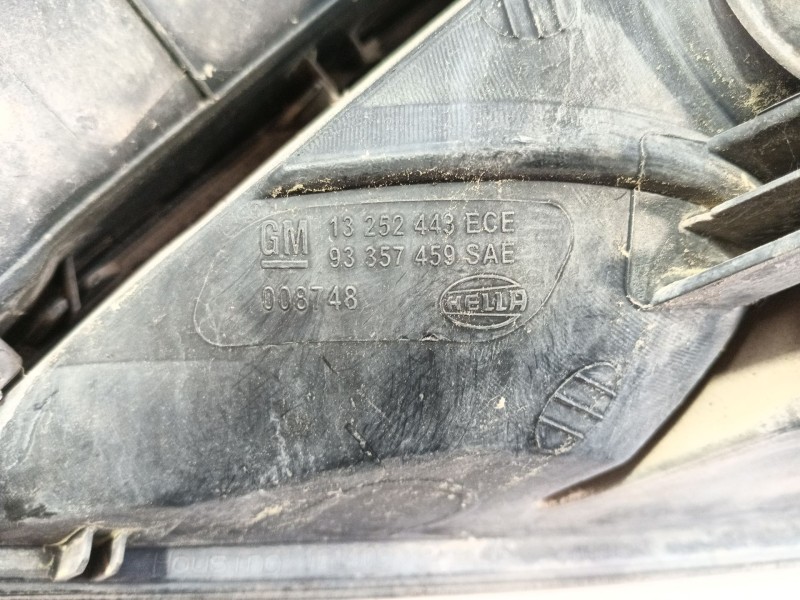 GM 13 252 443 ECE
93 357 459 SAE
008748 HELLA